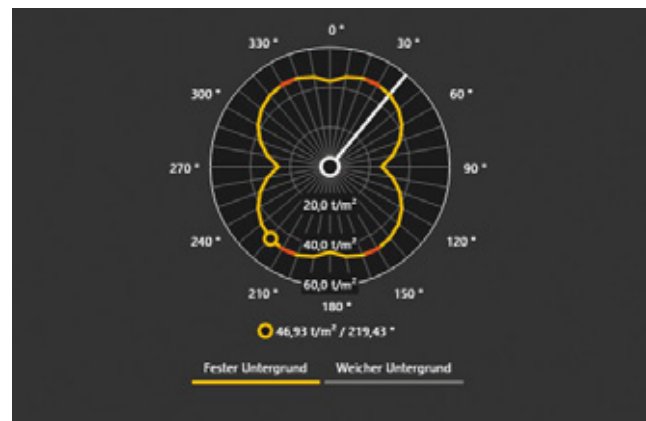 0°
330° 30°
300° 60°
270° 90°
20,0 t/m²
240° 40,0 t/m² 120°
210° 60,0 t/m² 150°
180°
46,93 t/m² / 219,43°
Fester Untergrund Weicher Untergrund